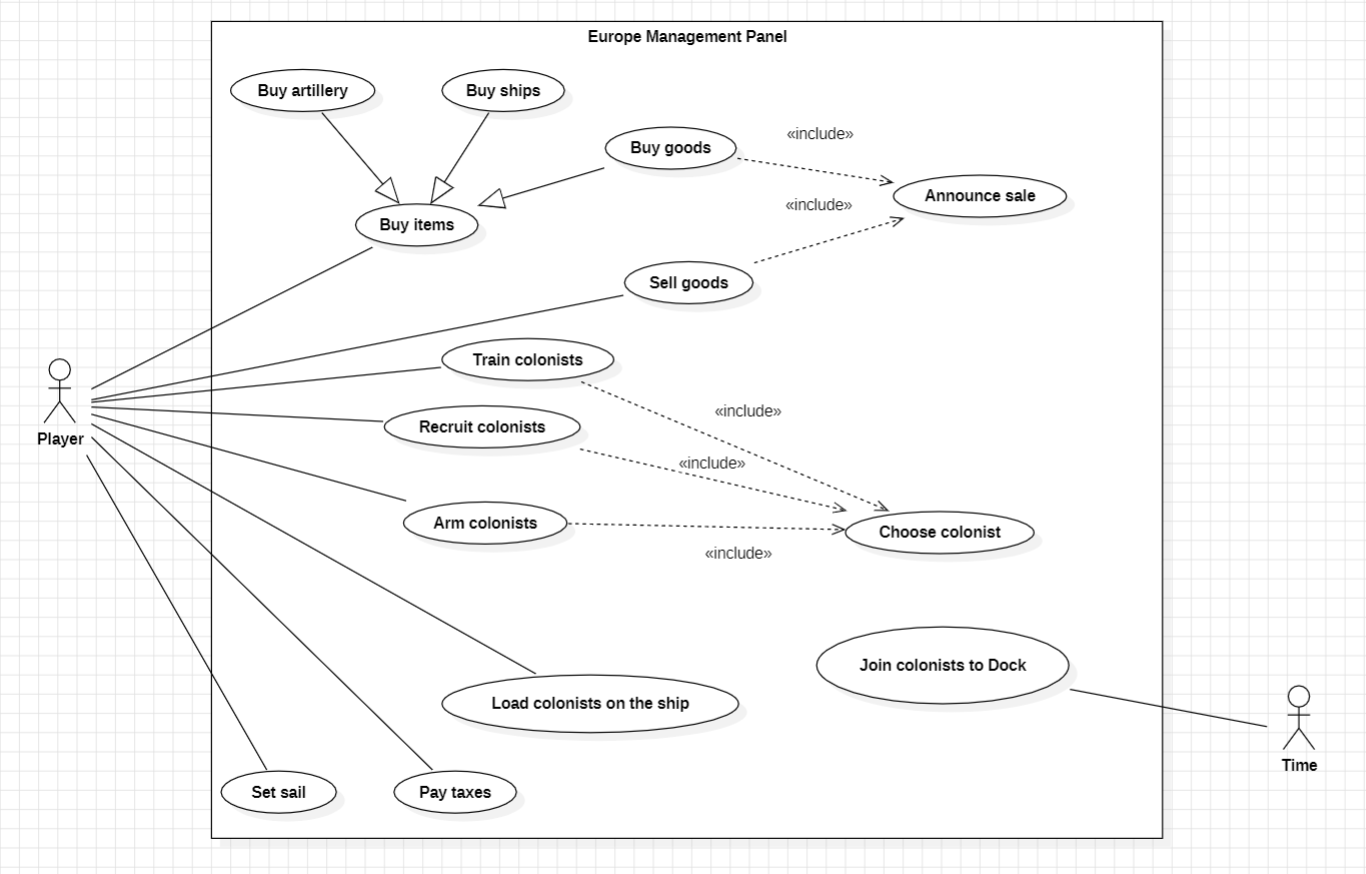 Europe Management Panel
Buy artillery
Buy ships
Buy goods
«include»
Announce sale
«include»
Buy items
Sell goods
Train colonists
«include»
Recruit colonists
Player
«include»
Arm colonists
Choose colonist
«include»
Join colonists to Dock
Load colonists on the ship
Time
Set sail
Pay taxes